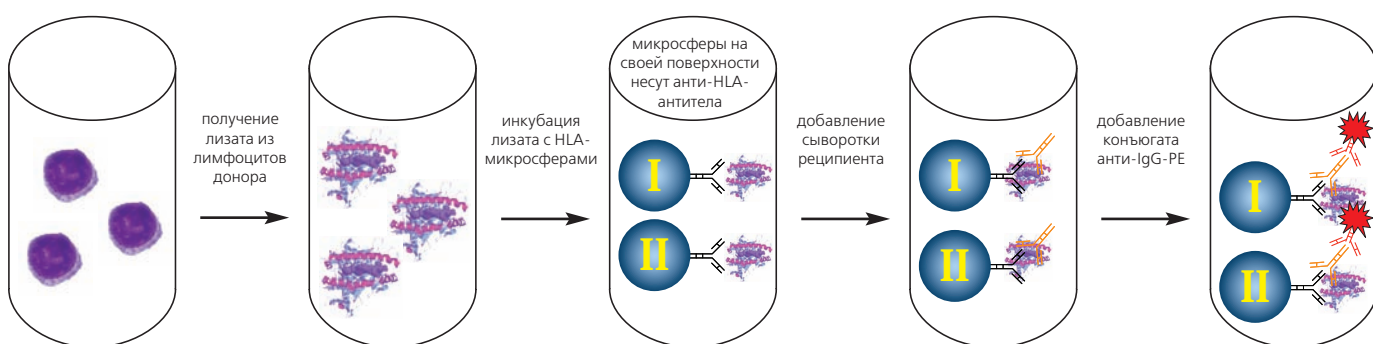 получение
лизата из
лимфоцитов
донора
инкубация
лизата с HLA-
микросферами
микросферы на
своей поверхности
несут анти-HLA-
антитела
I
II
добавление
сыворотки
реципиента
I
II
добавление
конъюгата
анти-IgG-PE
I
II